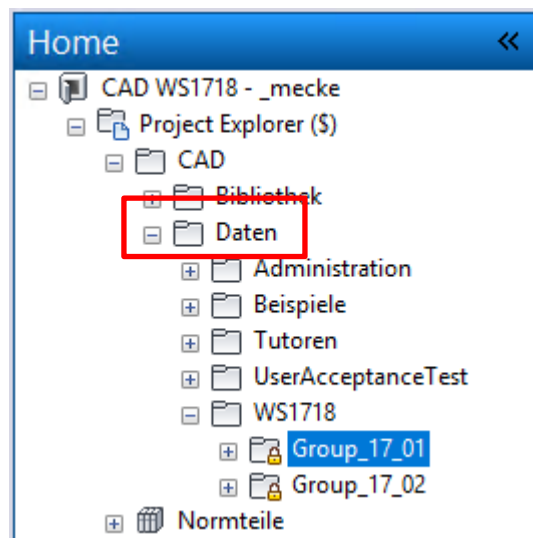 Home
CAD WS1718 - _mecke
Project Explorer ($)
CAD
Bibliothek
Daten
Administration
Beispiele
Tutoren
UserAcceptanceTest
WS1718
Group_17_01
Group_17_02
Normteile